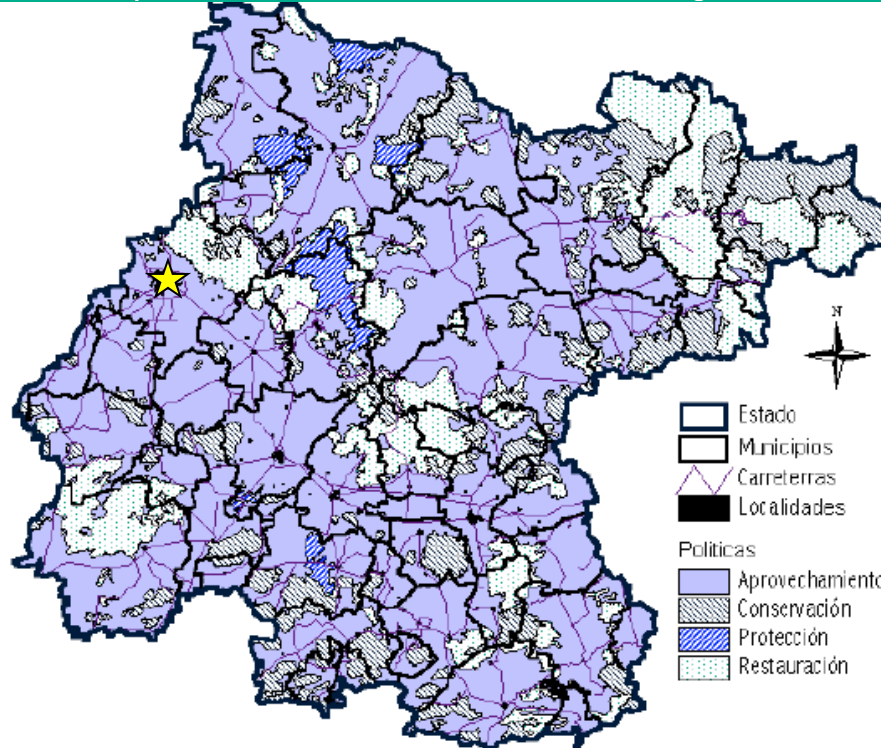 N
Estado
Municipios
Carreterras
Localidades
Políticas
Aprovechamiento
Conservación
Protección
Restauración